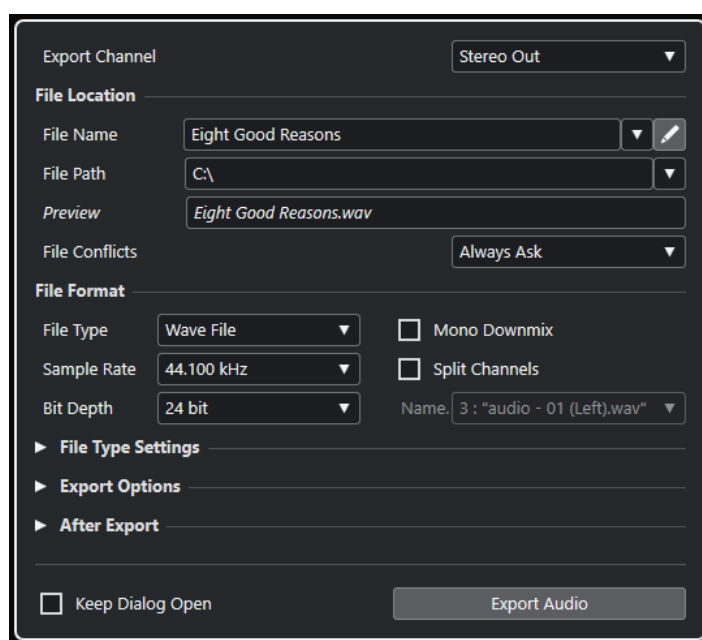 Export Channel Stereo Out
File Location
File Name Eight Good Reasons
File Path C:\
Preview Eight Good Reasons.wav
File Conflicts Always Ask
File Format
File Type Wave File Mono Downmix
Sample Rate 44.100 kHz Split Channels
Bit Depth 24 bit Name. 3 : "audio - 01 (Left).wav"
File Type Settings
Export Options
After Export
Keep Dialog Open Export Audio